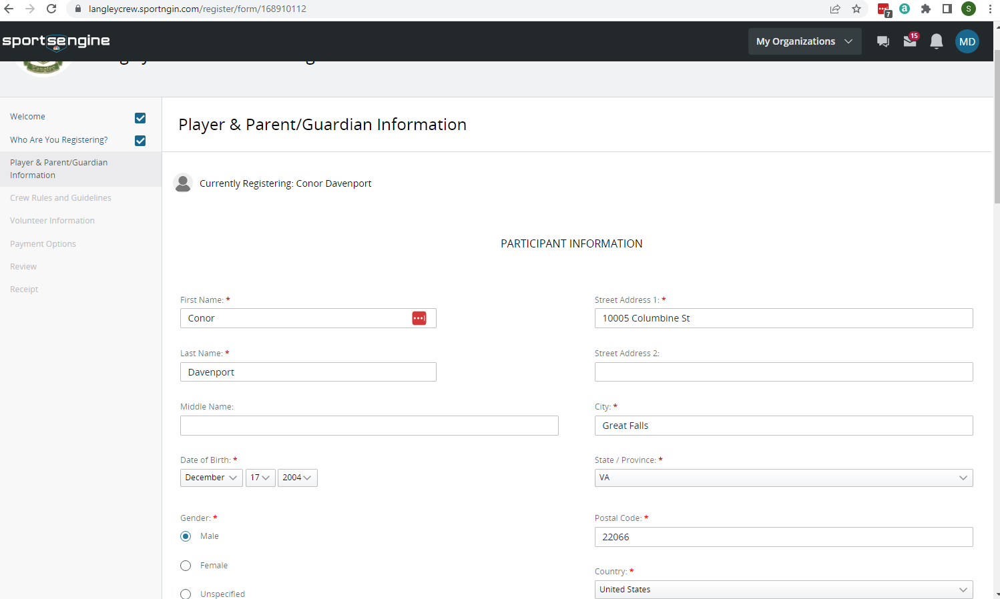 langleycrew.sportngin.com/register/form/168910112
7
a
S
sportsengine
My Organizations
15
MD
Langley
Welcome
Who Are You Registering?
Player & Parent/Guardian
Information
Crew Rules and Guidelines
Volunteer Information
Payment Options
Review
Receipt
Player & Parent/Guardian Information
Currently Registering: Conor Davenport
PARTICIPANT INFORMATION
First Name: *
Conor
Last Name: *
Davenport
Middle Name:
Date of Birth: *
December 17 2004
Gender: *
Male
Female
Unspecified
Street Address 1: *
10005 Columbine St
Street Address 2:
City: *
Great Falls
State / Province: *
VA
Postal Code: *
22066
Country: *
United States